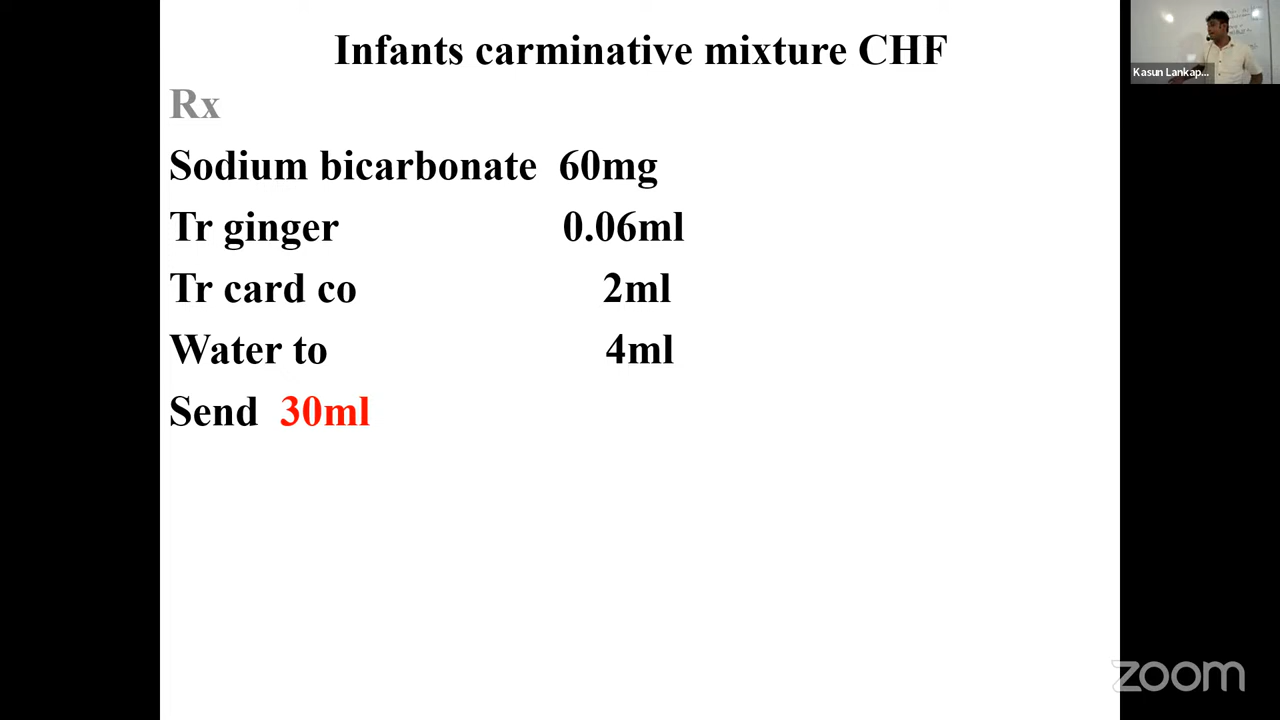 Infants carminative mixture CHF
Kasun Lankap...
Rx
Sodium bicarbonate 60mg
Tr ginger 0.06ml
Tr card co 2ml
Water to 4ml
Send 30ml
zoom